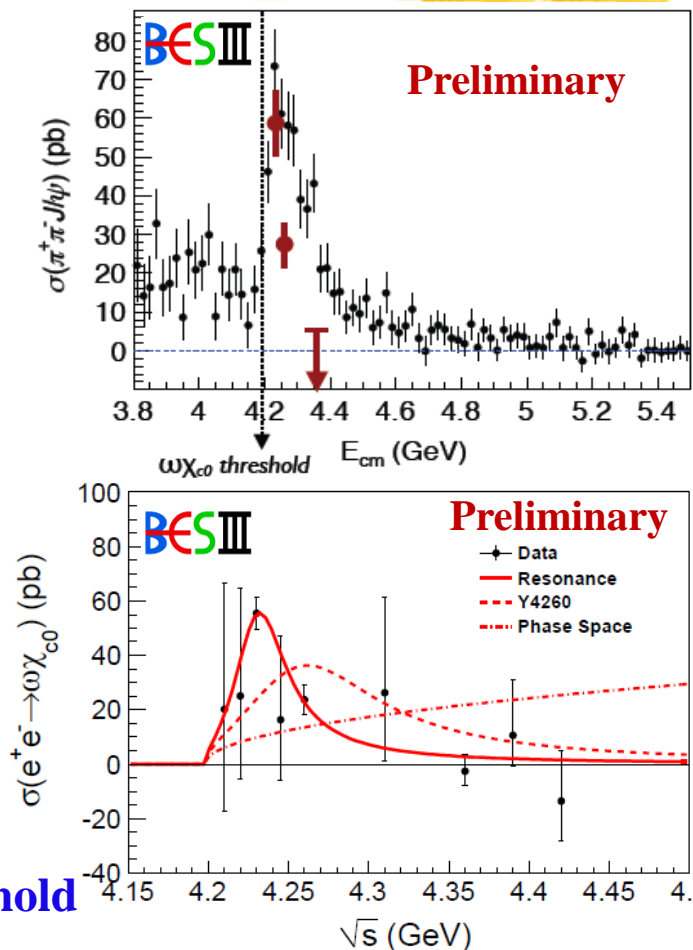 BESIII
Preliminary
σ(π⁺π⁻J/ψ) (pb)
80
70
60
50
40
30
20
10
0
3.8 4 4.2 4.4 4.6 4.8 5 5.2 5.4
ωχc0 threshold
E_cm (GeV)
BESIII
Preliminary
Data
Resonance
Y4260
Phase Space
σ(e⁺e⁻→ωχ_c0) (pb)
100
80
60
40
20
0
-20
-40
4.15 4.2 4.25 4.3 4.35 4.4 4.45 4.
hold
√s (GeV)